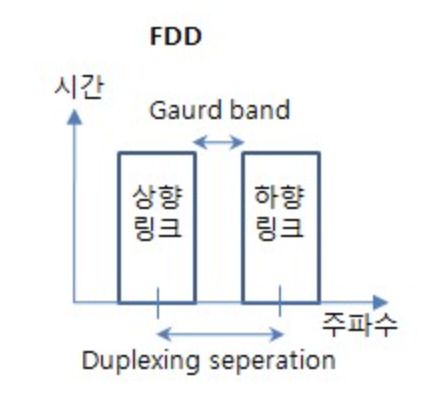 FDD
시간
Gaurd band
상향
링크
하향
링크
주파수
Duplexing seperation